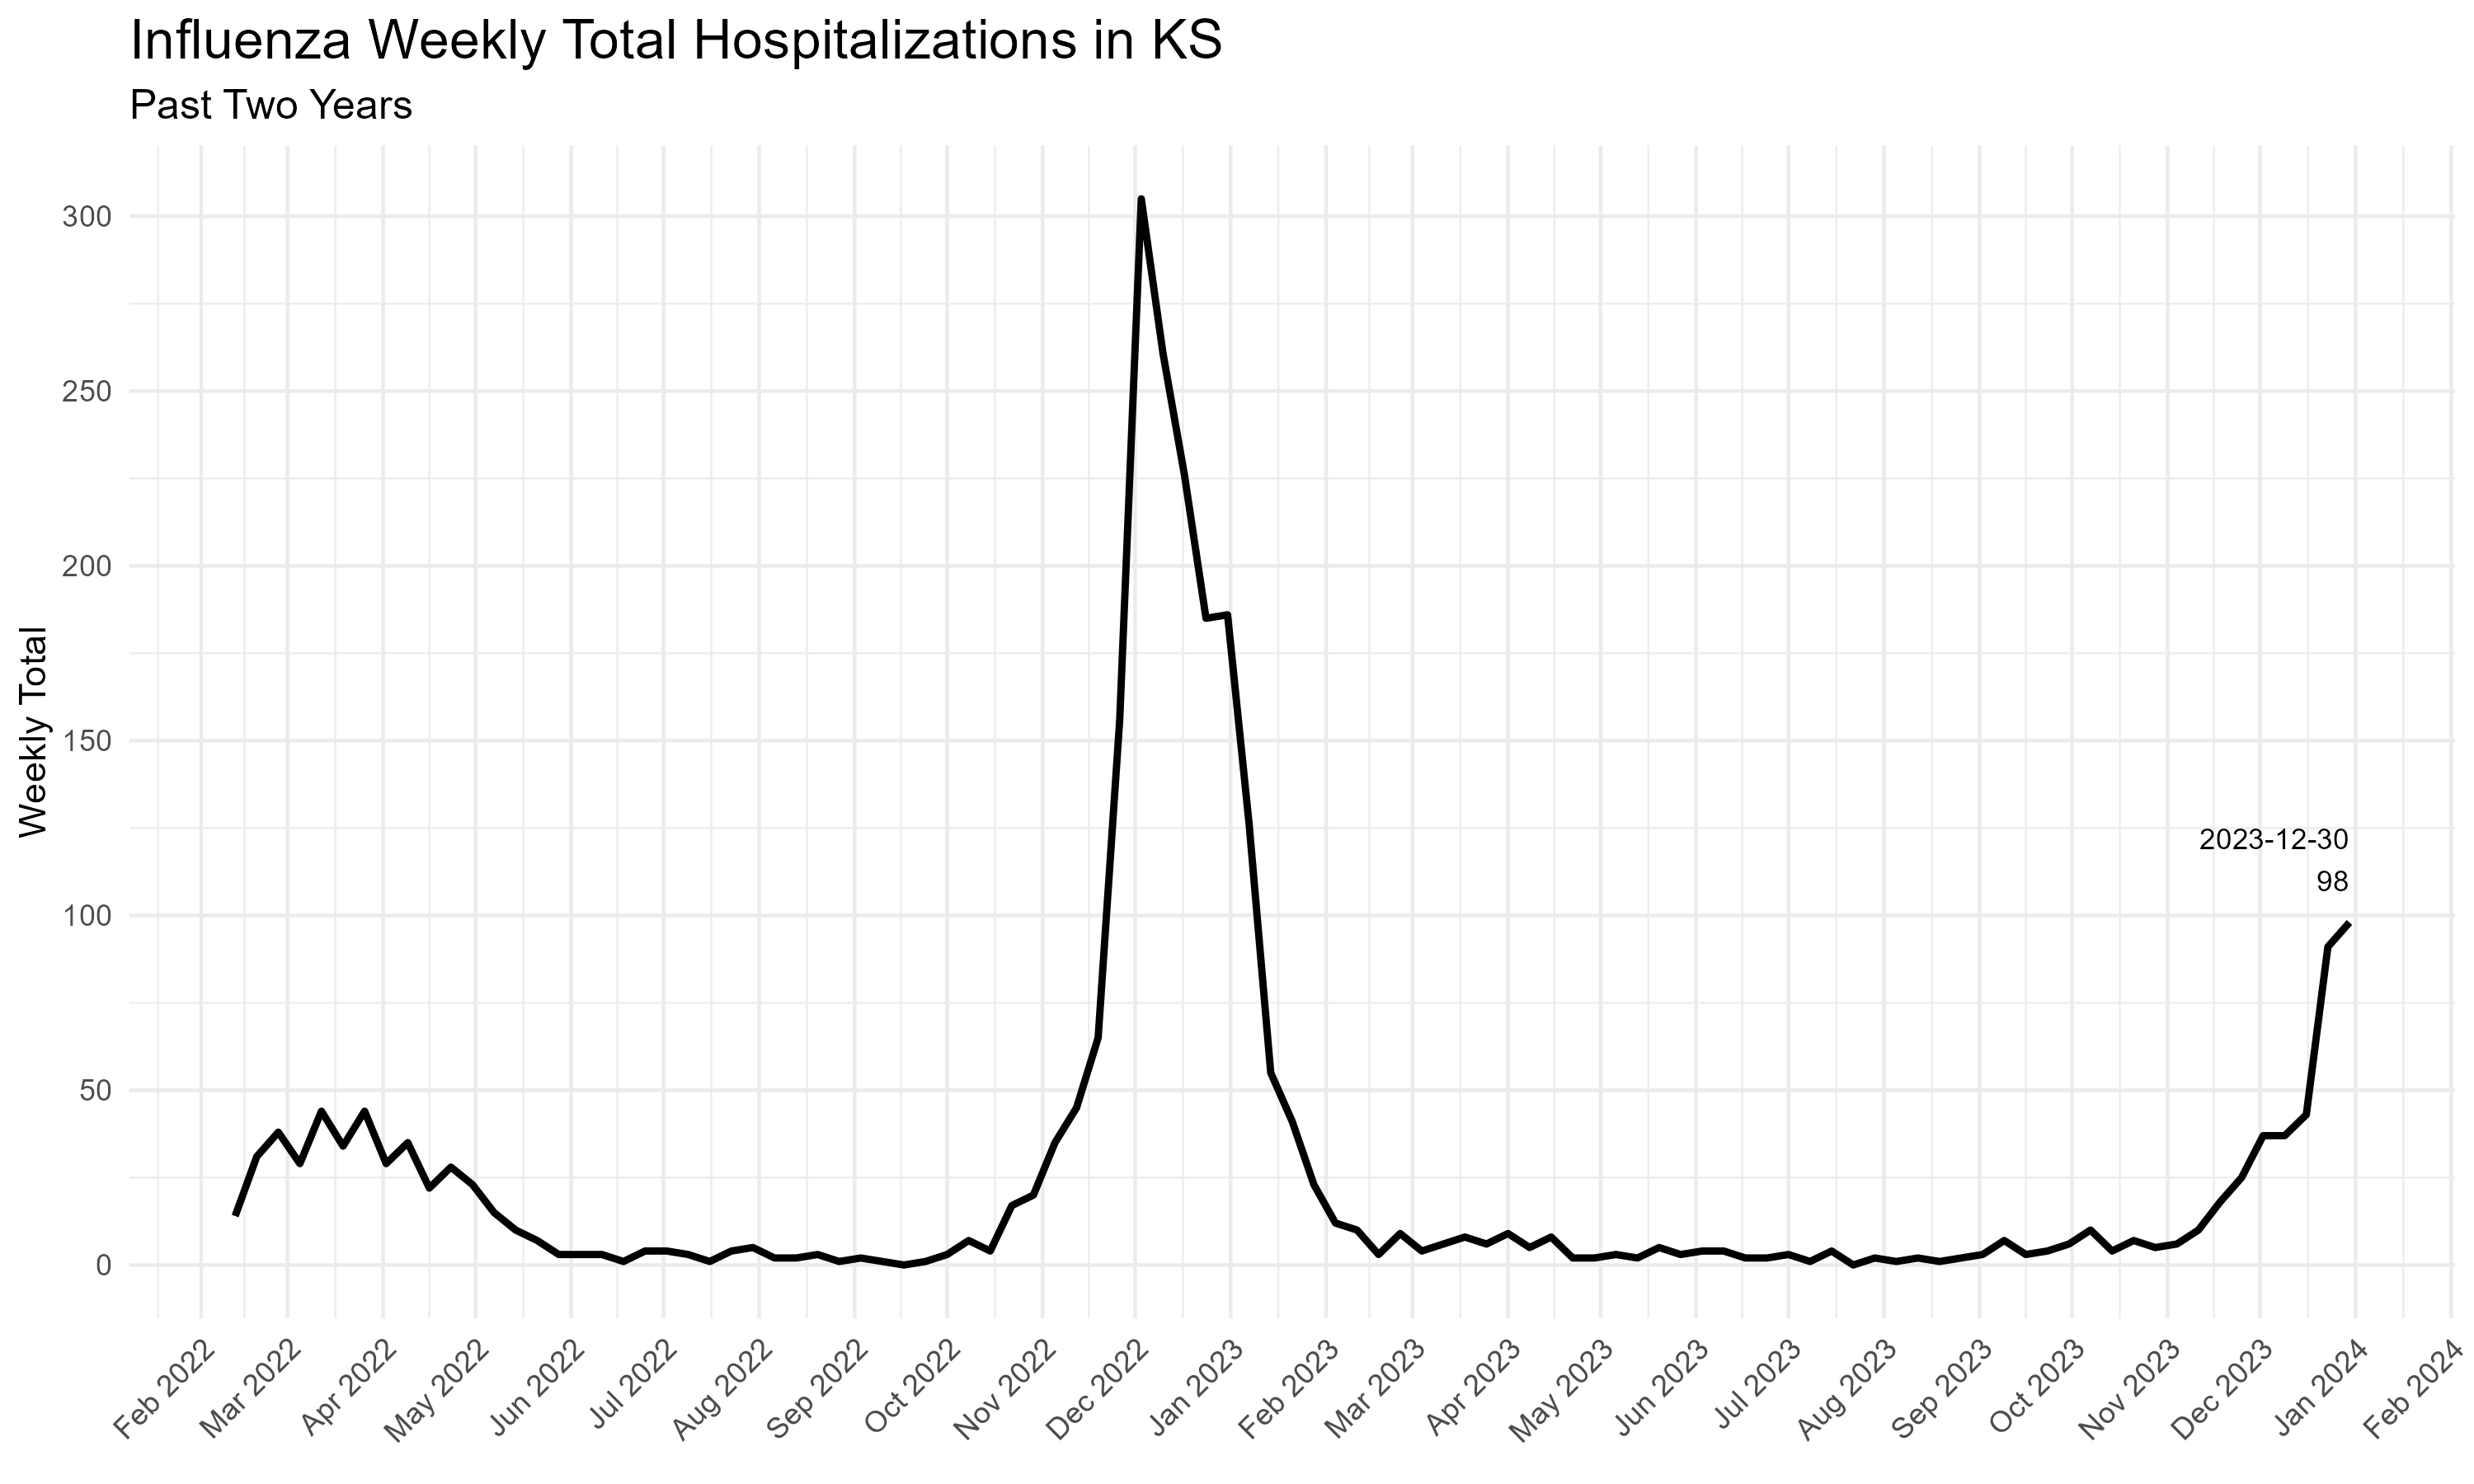 Influenza Weekly Total Hospitalizations in KS
Past Two Years
Weekly Total
300
250
200
150
100
50
0
2023-12-30
98
Feb 2022
Mar 2022
Apr 2022
May 2022
Jun 2022
Jul 2022
Aug 2022
Sep 2022
Oct 2022
Nov 2022
Dec 2022
Jan 2023
Feb 2023
Mar 2023
Apr 2023
May 2023
Jun 2023
Jul 2023
Aug 2023
Sep 2023
Oct 2023
Nov 2023
Dec 2023
Jan 2024
Feb 2024